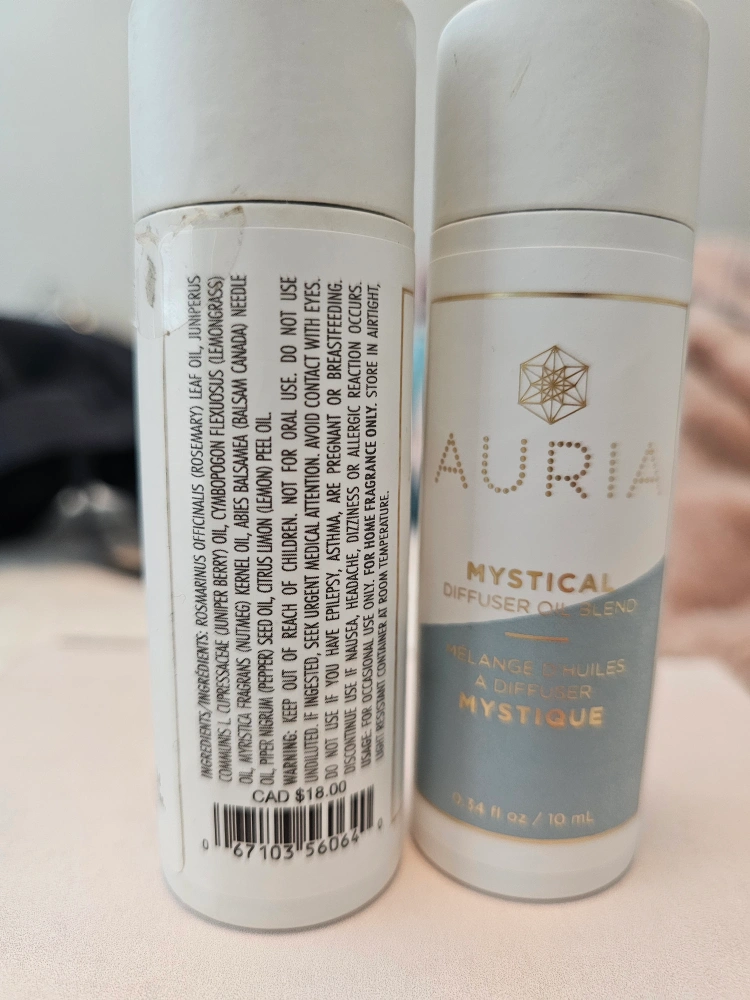 INGREDIENTS/INGRÉDIENTS: ROSMARINUS OFFICINALIS (ROSEMARY) LEAF OIL, JUNIPERUS
COMMUNIS L CUPRESSACEAE (JUNIPER BERRY) OIL, CYMBOPOGON FLEXUOSUS (LEMONGRASS)
OIL, MYRISTICA FRAGRANS (NUTMEG) KERNEL OIL, ABIES BALSAMEA (BALSAM CANADA) NEEDLE
OIL, PIPER NIGRUM (PEPPER) SEED OIL, CITRUS LIMON (LEMON) PEEL OIL.
WARNING: KEEP OUT OF REACH OF CHILDREN. NOT FOR ORAL USE. DO NOT USE
UNDILUTED. IF INGESTED, SEEK URGENT MEDICAL ATTENTION. AVOID CONTACT WITH EYES.
DO NOT USE IF YOU HAVE EPILEPSY, ASTHMA, ARE PREGNANT OR BREASTFEEDING.
DISCONTINUE USE IF NAUSEA, HEADACHE, DIZZINESS OR ALLERGIC REACTION OCCURS.
USAGE: FOR OCCASIONAL USE ONLY. FOR HOME FRAGRANCE ONLY. STORE IN AIRTIGHT,
LIGHT RESISTANT CONTAINER AT ROOM TEMPERATURE.
CAD $18.00
0 67103 56064 0
AURIA
MYSTICAL
DIFFUSER OIL BLEND
MÉLANGE D'HUILES
A DIFFUSER
MYSTIQUE
0.34 fl oz / 10 mL